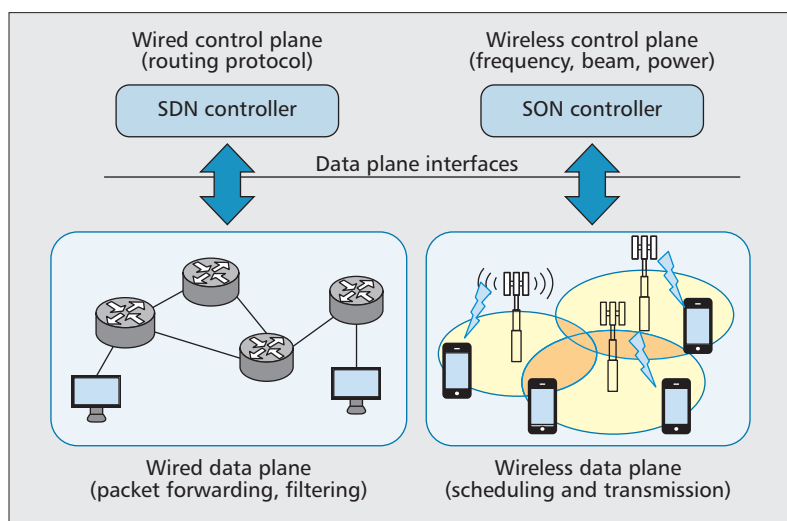 Wired control plane
(routing protocol)
Wireless control plane
(frequency, beam, power)
SDN controller
SON controller
Data plane interfaces
Wired data plane
(packet forwarding, filtering)
Wireless data plane
(scheduling and transmission)